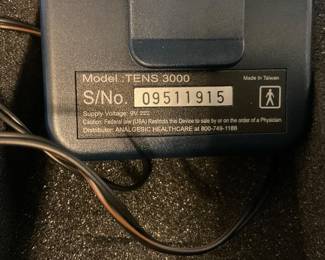 Model :TENS 3000
Made In Taiwan
S/No. 09511915
Supply Voltage: 9V
Caution: Federal law (USA) Restricts this Device to sale by or on the order of a Physician
Distributor: ANALGESIC HEALTHCARE at 800-749-1188